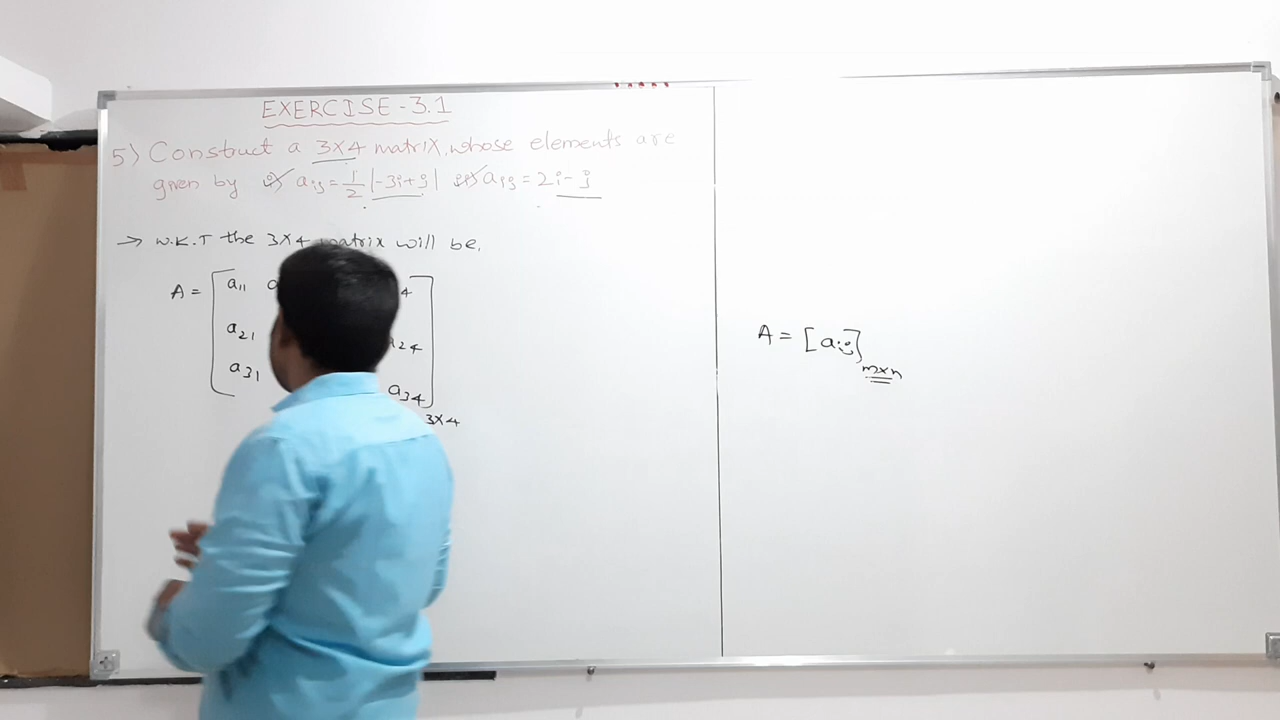 EXERCISE-3.1
5) Construct a 3X4 matrix, whose elements are
given by i) aij = 1/2 |-3i+j| ii) aij = 2i-j
→ W.K.T the 3X4 matrix will be,
A = [ a11
a21 a24
a31 a34 ] 3X4
A = [aij] m×n